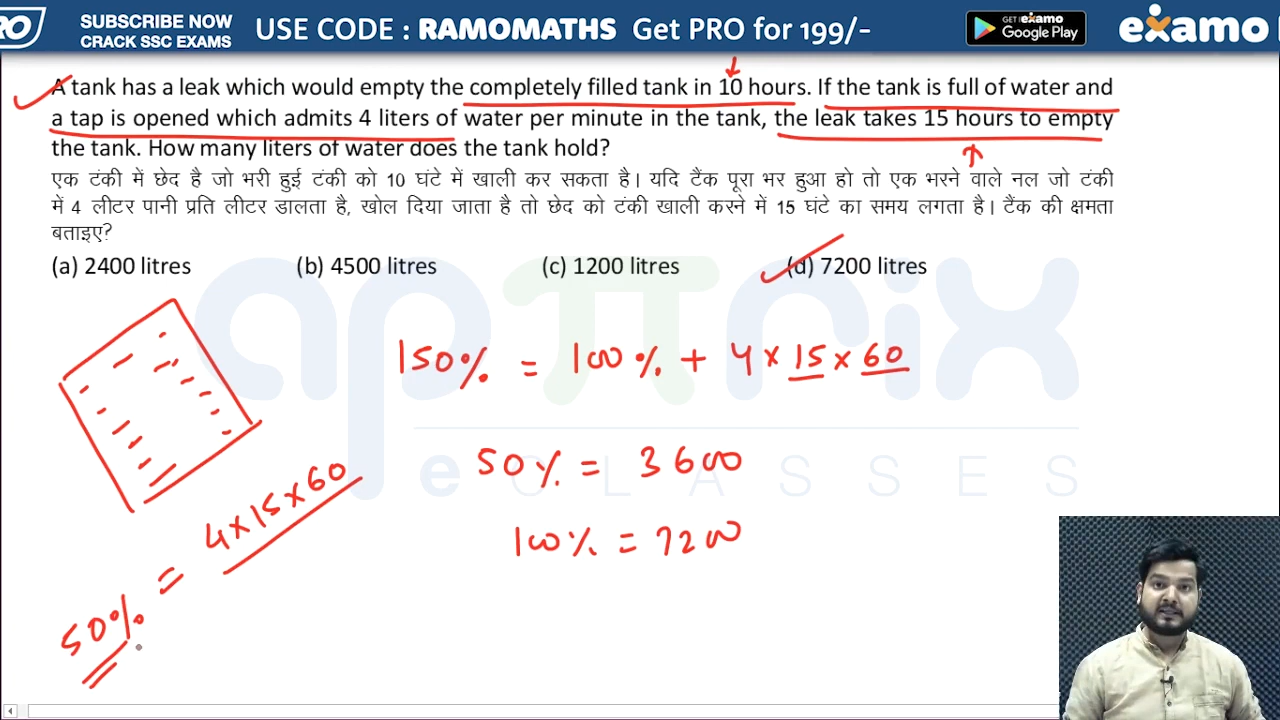 RO
SUBSCRIBE NOW
CRACK SSC EXAMS
USE CODE : RAMOMATHS Get PRO for 199/-
GET IT examo
Google Play
examo
A tank has a leak which would empty the completely filled tank in 10 hours. If the tank is full of water and
a tap is opened which admits 4 liters of water per minute in the tank, the leak takes 15 hours to empty
the tank. How many liters of water does the tank hold?
एक टंकी में छेद है जो भरी हुई टंकी को 10 घंटे में खाली कर सकता है। यदि टैंक पूरा भर हुआ हो तो एक भरने वाले नल जो टंकी
में 4 लीटर पानी प्रति लीटर डालता है, खोल दिया जाता है तो छेद को टंकी खाली करने में 15 घंटे का समय लगता है। टैंक की क्षमता
बताइए?
(a) 2400 litres (b) 4500 litres (c) 1200 litres (d) 7200 litres
apπrix
e CLASSES
150% = 100% + 4 × 15 × 60
50% = 3600
100% = 7200
50% = 4×15×60